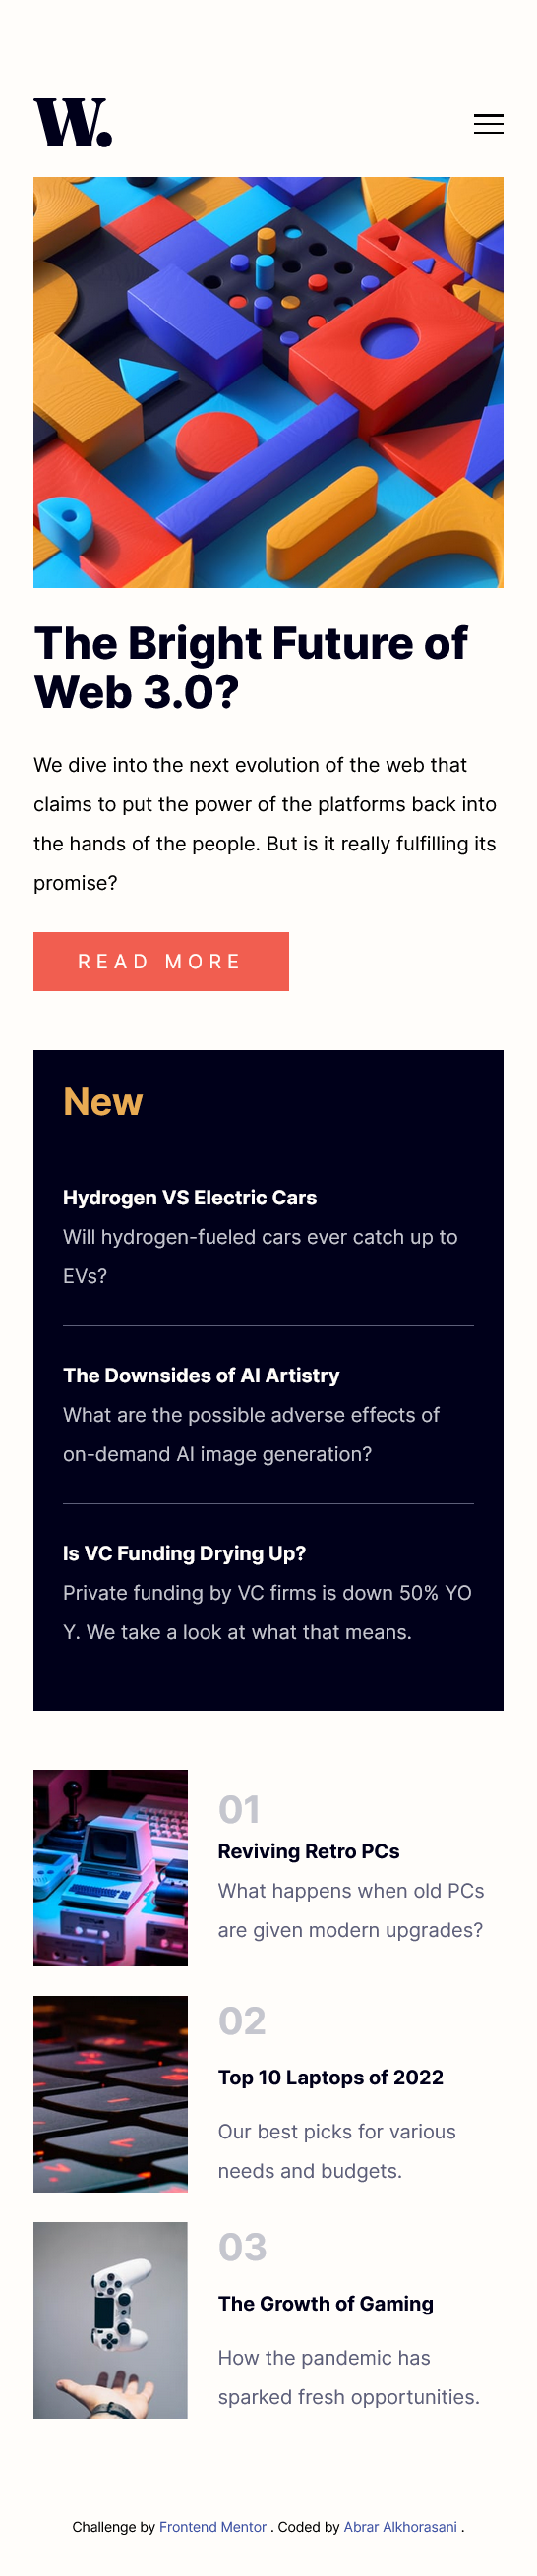 W.
The Bright Future of
Web 3.0?
We dive into the next evolution of the web that
claims to put the power of the platforms back into
the hands of the people. But is it really fulfilling its
promise?
READ MORE
New
Hydrogen VS Electric Cars
Will hydrogen-fueled cars ever catch up to
EVs?
The Downsides of AI Artistry
What are the possible adverse effects of
on-demand AI image generation?
Is VC Funding Drying Up?
Private funding by VC firms is down 50% YO
Y. We take a look at what that means.
01
Reviving Retro PCs
What happens when old PCs
are given modern upgrades?
02
Top 10 Laptops of 2022
Our best picks for various
needs and budgets.
03
The Growth of Gaming
How the pandemic has
sparked fresh opportunities.
Challenge by Frontend Mentor . Coded by Abrar Alkhorasani .